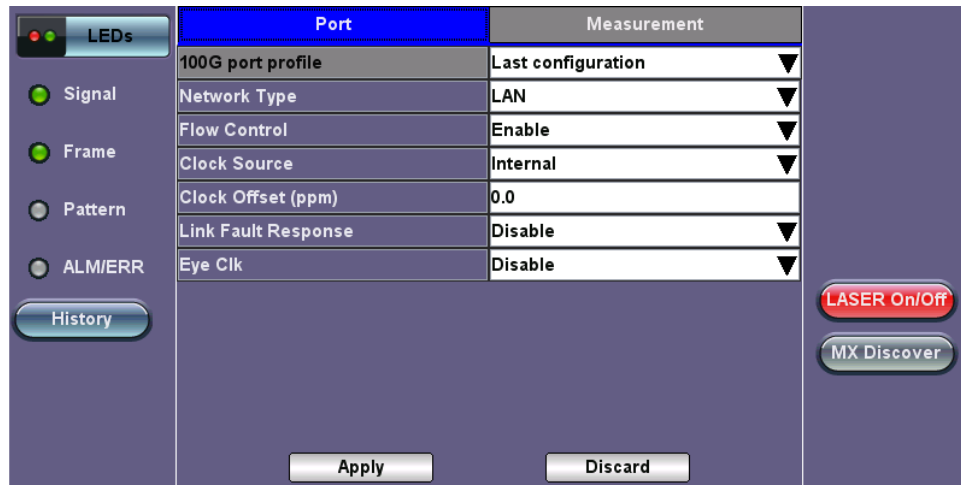 LEDs
Signal
Frame
Pattern
ALM/ERR
History
Port Measurement
100G port profile Last configuration
Network Type LAN
Flow Control Enable
Clock Source Internal
Clock Offset (ppm) 0.0
Link Fault Response Disable
Eye Clk Disable
Apply Discard
LASER On/Off
MX Discover